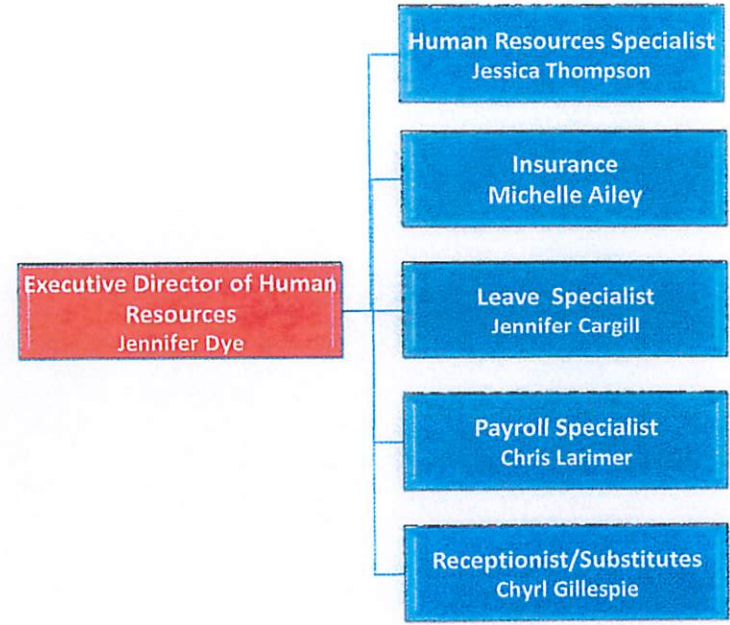 Human Resources Specialist
Jessica Thompson
Insurance
Michelle Ailey
Executive Director of Human
Resources
Jennifer Dye
Leave Specialist
Jennifer Cargill
Payroll Specialist
Chris Larimer
Receptionist/Substitutes
Chyrl Gillespie